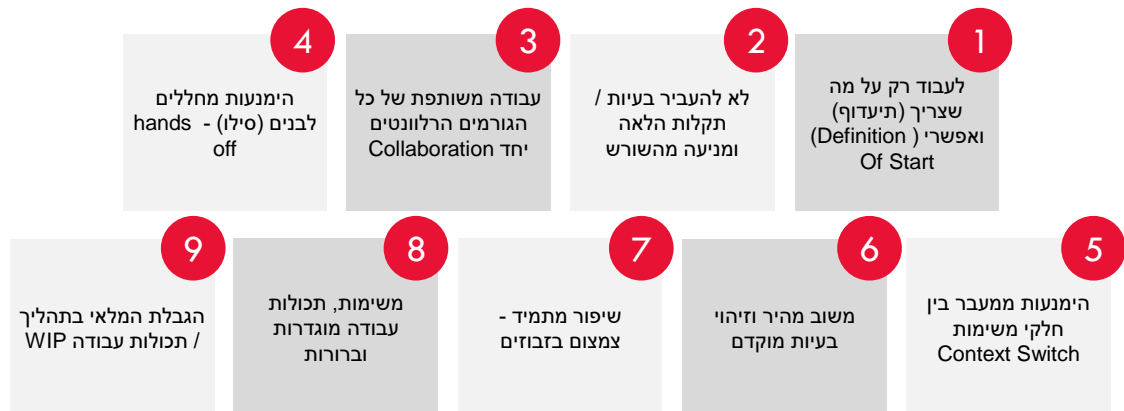 1
לעבוד רק על מה
שצריך (תיעדוף)
ואפשרי ( Definition
Of Start)
2
לא להעביר בעיות /
תקלות הלאה
ומניעה מהשורש
3
עבודה משותפת של כל
הגורמים הרלוונטים
יחד Collaboration
4
הימנעות מחללים
לבנים (סילו) - hands
off
5
הימנעות ממעבר בין
חלקי משימות
Context Switch
6
משוב מהיר וזיהוי
בעיות מוקדם
7
שיפור מתמיד -
צמצום בזבוזים
8
משימות, תכולות
עבודה מוגדרות
וברורות
9
הגבלת המלאי בתהליך
/ תכולות עבודה WIP